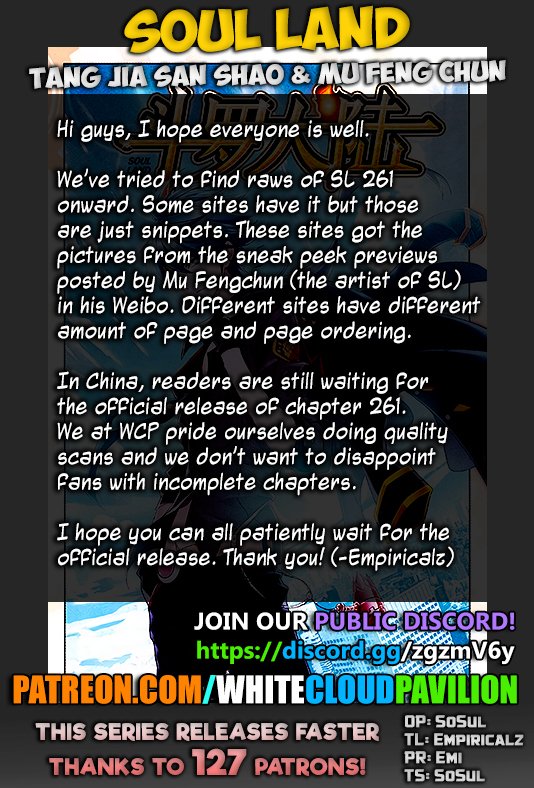 SOUL LAND
TANG JIA SAN SHAO & MU FENG CHUN
斗罗大陆
SOUL
Hi guys, I hope everyone is well.
We've tried to find raws of SL 261
onward. Some sites have it but those
are just snippets. These sites got the
pictures from the sneak peek previews
posted by Mu Fengchun (the artist of SL)
in his Weibo. Different sites have different
amount of page and page ordering.
In China, readers are still waiting for
the official release of chapter 261.
We at WCP pride ourselves doing quality
scans and we don't want to disappoint
fans with incomplete chapters.
I hope you can all patiently wait for the
official release. Thank you! (-Empiricalz)
JOIN OUR PUBLIC DISCORD!
https://discord.gg/zgzmV6y
PATREON.COM/WHITECLOUDPAVILION
THIS SERIES RELEASES FASTER
THANKS TO 127 PATRONS!
OP: SoSul
TL: Empiricalz
PR: Emi
TS: SoSul